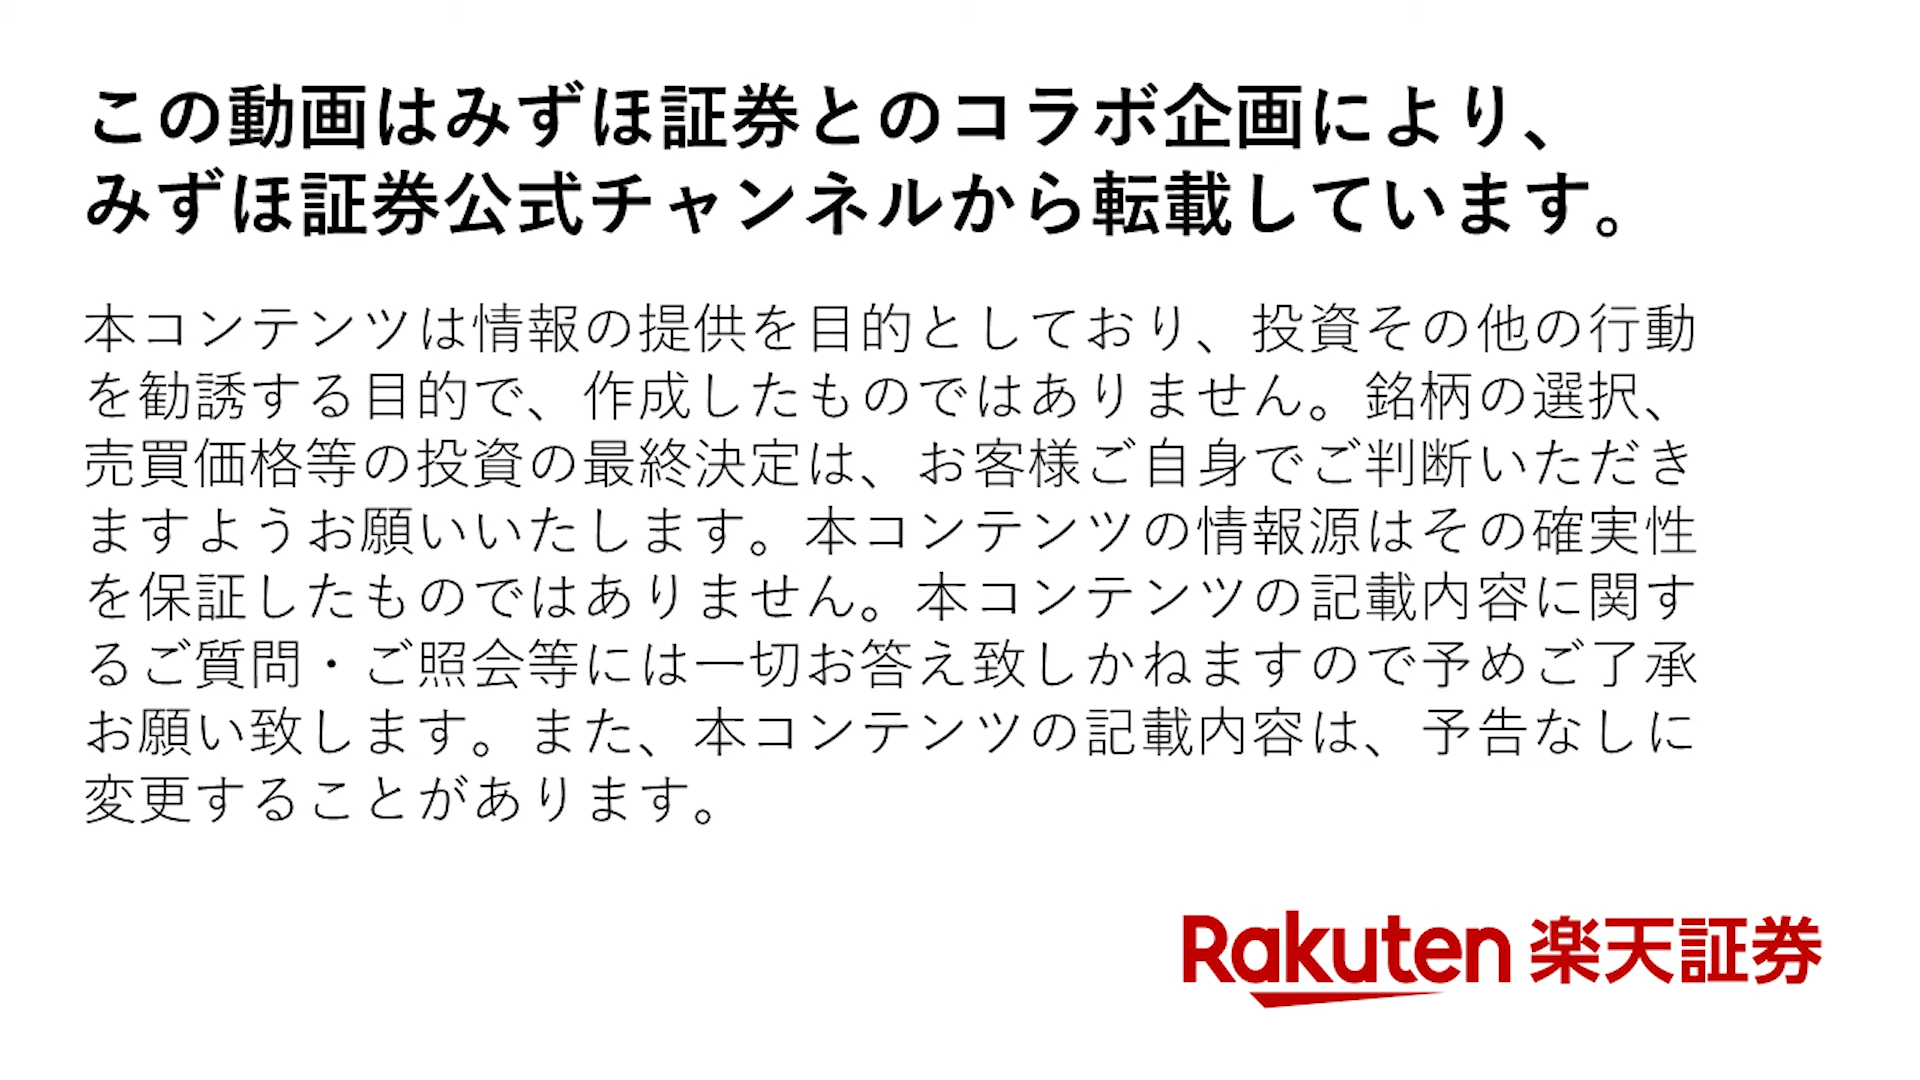 この動画はみずほ証券とのコラボ企画により、
みずほ証券公式チャンネルから転載しています。
本コンテンツは情報の提供を目的としており、投資その他の行動
を勧誘する目的で、作成したものではありません。銘柄の選択、
売買価格等の投資の最終決定は、お客様ご自身でご判断いただき
ますようお願いいたします。本コンテンツの情報源はその確実性
を保証したものではありません。本コンテンツの記載内容に関す
るご質問・ご照会等には一切お答え致しかねますので予めご了承
お願い致します。また、本コンテンツの記載内容は、予告なしに
変更することがあります。
Rakuten 楽天証券